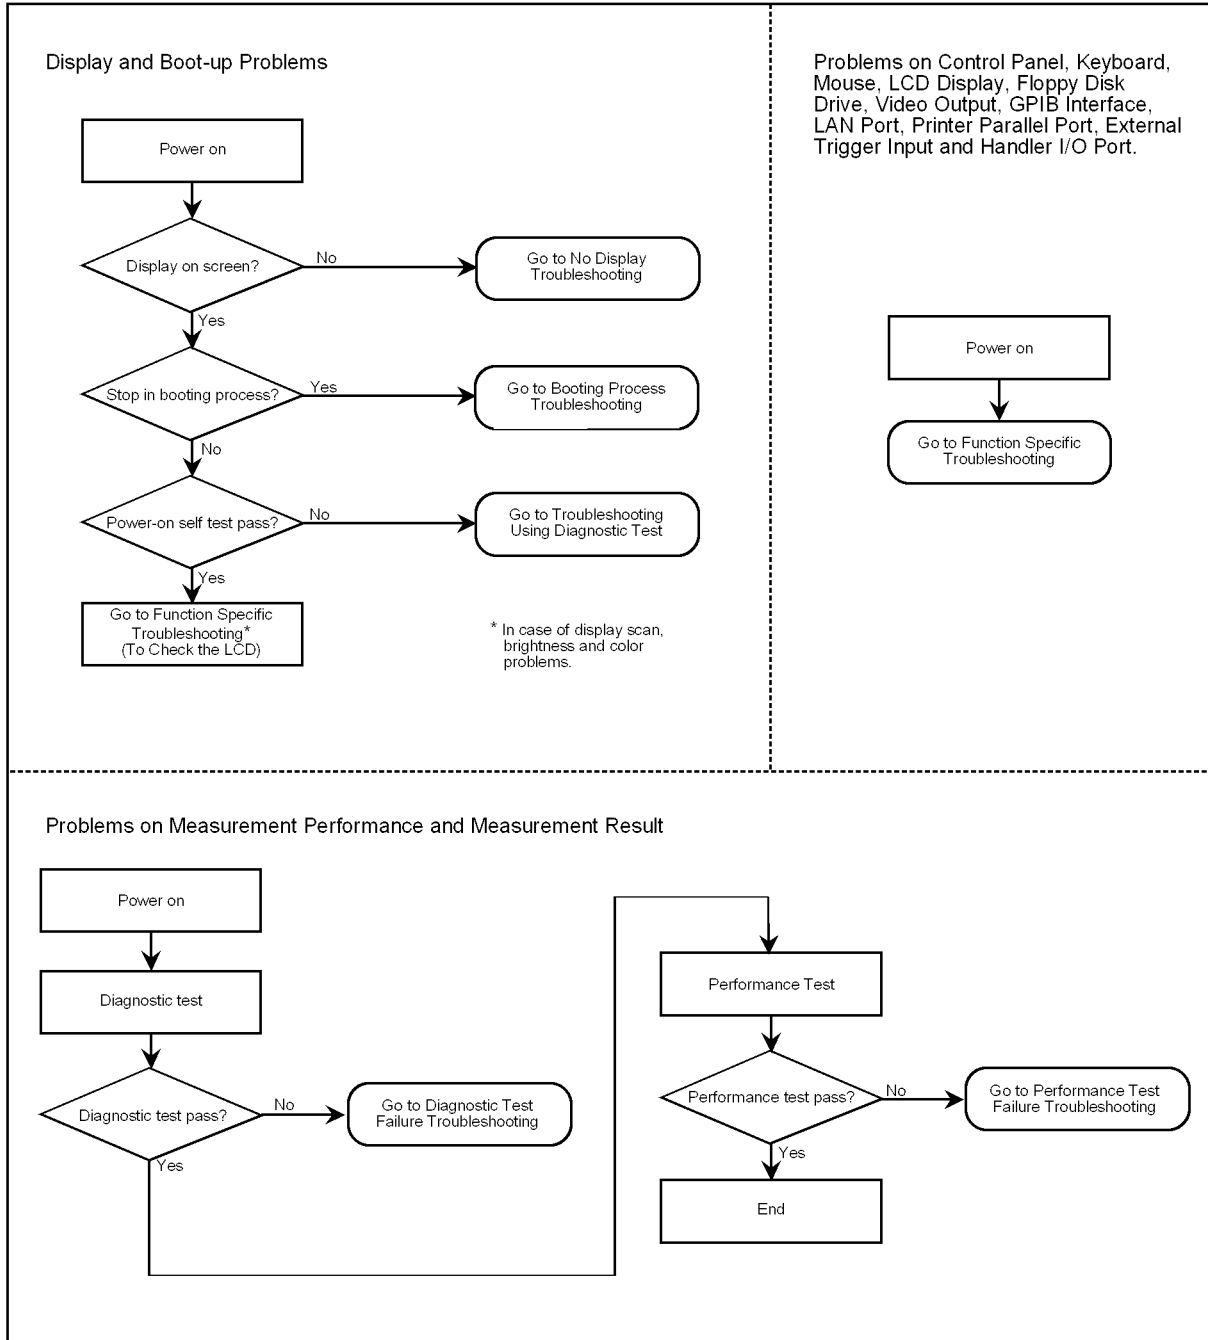 Display and Boot-up Problems
Power on
Display on screen?
No
Go to No Display
Troubleshooting
Yes
Stop in booting process?
Yes
Go to Booting Process
Troubleshooting
No
Power-on self test pass?
No
Go to Troubleshooting
Using Diagnostic Test
Yes
Go to Function Specific
Troubleshooting*
(To Check the LCD)
* In case of display scan,
brightness and color
problems.
Problems on Control Panel, Keyboard,
Mouse, LCD Display, Floppy Disk
Drive, Video Output, GPIB Interface,
LAN Port, Printer Parallel Port, External
Trigger Input and Handler I/O Port.
Power on
Go to Function Specific
Troubleshooting
Problems on Measurement Performance and Measurement Result
Power on
Diagnostic test
Diagnostic test pass?
No
Go to Diagnostic Test
Failure Troubleshooting
Yes
Performance Test
Performance test pass?
No
Go to Performance Test
Failure Troubleshooting
Yes
End